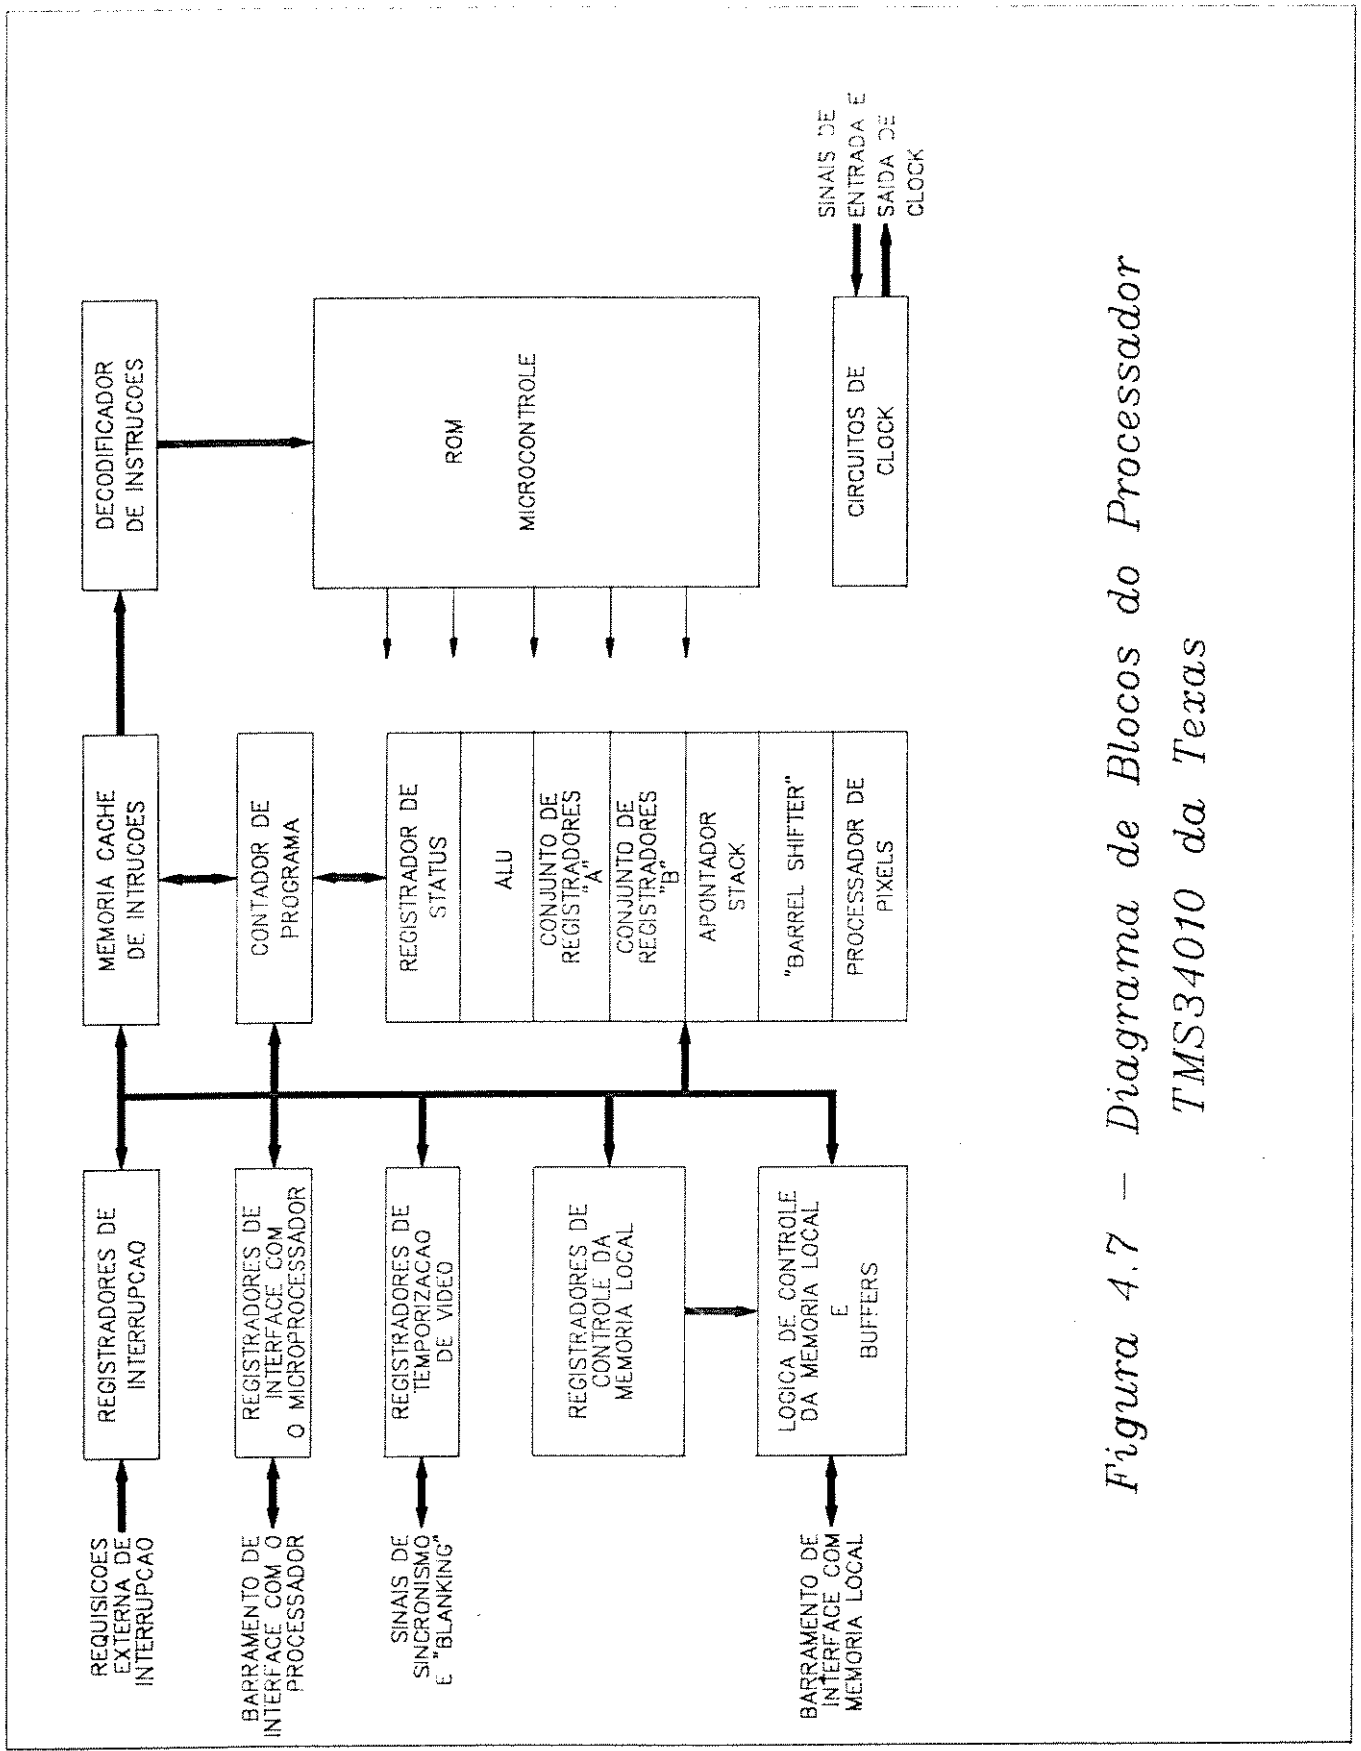 REQUISICOES
EXTERNA DE
INTERRUPCAO
REGISTRADORES DE
INTERRUPCAO
MEMORIA CACHE
DE INTRUCOES
DECODIFICADOR
DE INSTRUCOES
BARRAMENTO DE
INTERFACE COM O
PROCESSADOR
REGISTRADORES DE
INTERFACE COM
O MICROPROCESSADOR
CONTADOR DE
PROGRAMA
SINAIS DE
SINCRONISMO
E "BLANKING"
REGISTRADORES DE
TEMPORIZACAO
DE VIDEO
REGISTRADOR DE
STATUS
ALU
CONJUNTO DE
REGISTRADORES
"A"
CONJUNTO DE
REGISTRADORES
"B"
APONTADOR
STACK
"BARREL SHIFTER"
PROCESSADOR DE
PIXELS
ROM
MICROCONTROLE
REGISTRADORES DE
CONTROLE DA
MEMORIA LOCAL
BARRAMENTO DE
INTERFACE COM
MEMORIA LOCAL
LOGICA DE CONTROLE
DA MEMORIA LOCAL
E
BUFFERS
CIRCUITOS DE
CLOCK
SINAIS DE
ENTRADA E
SAIDA DE
CLOCK
Figura 4.7 — Diagrama de Blocos do Processador
TMS34010 da Texas